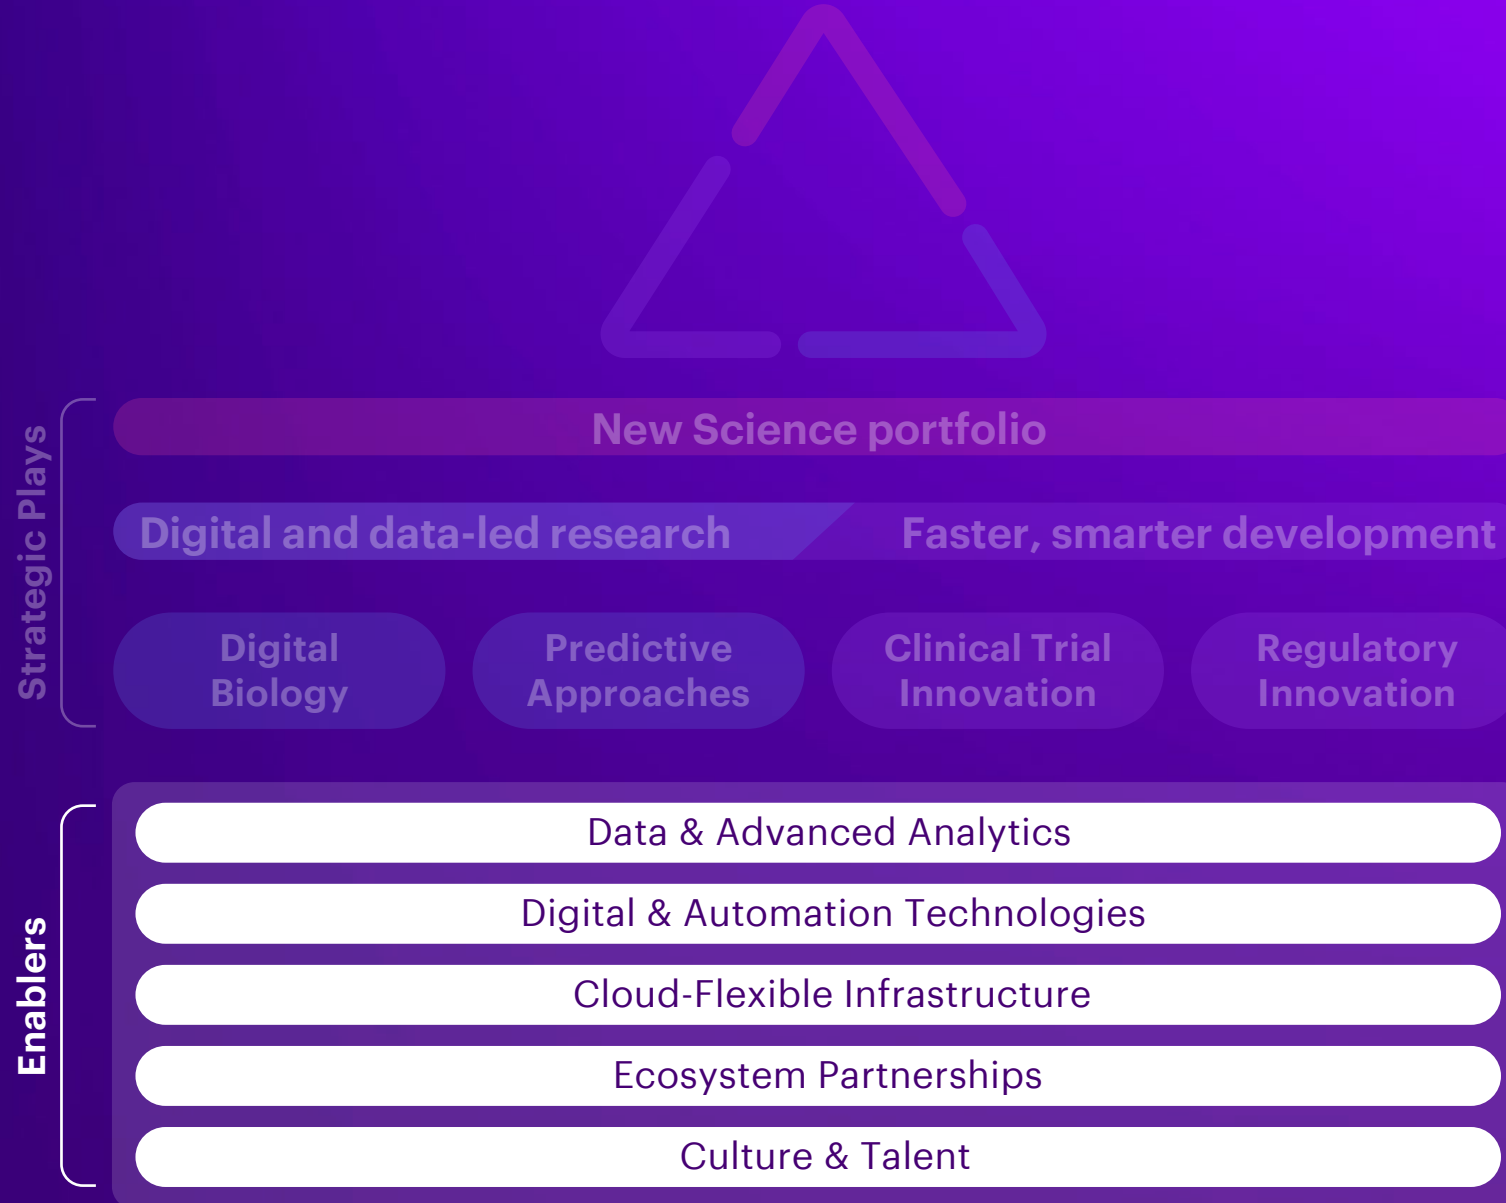 Strategic Plays
New Science portfolio
Digital and data-led research
Faster, smarter development
Digital
Biology
Predictive
Approaches
Clinical Trial
Innovation
Regulatory
Innovation
Enablers
Data & Advanced Analytics
Digital & Automation Technologies
Cloud-Flexible Infrastructure
Ecosystem Partnerships
Culture & Talent